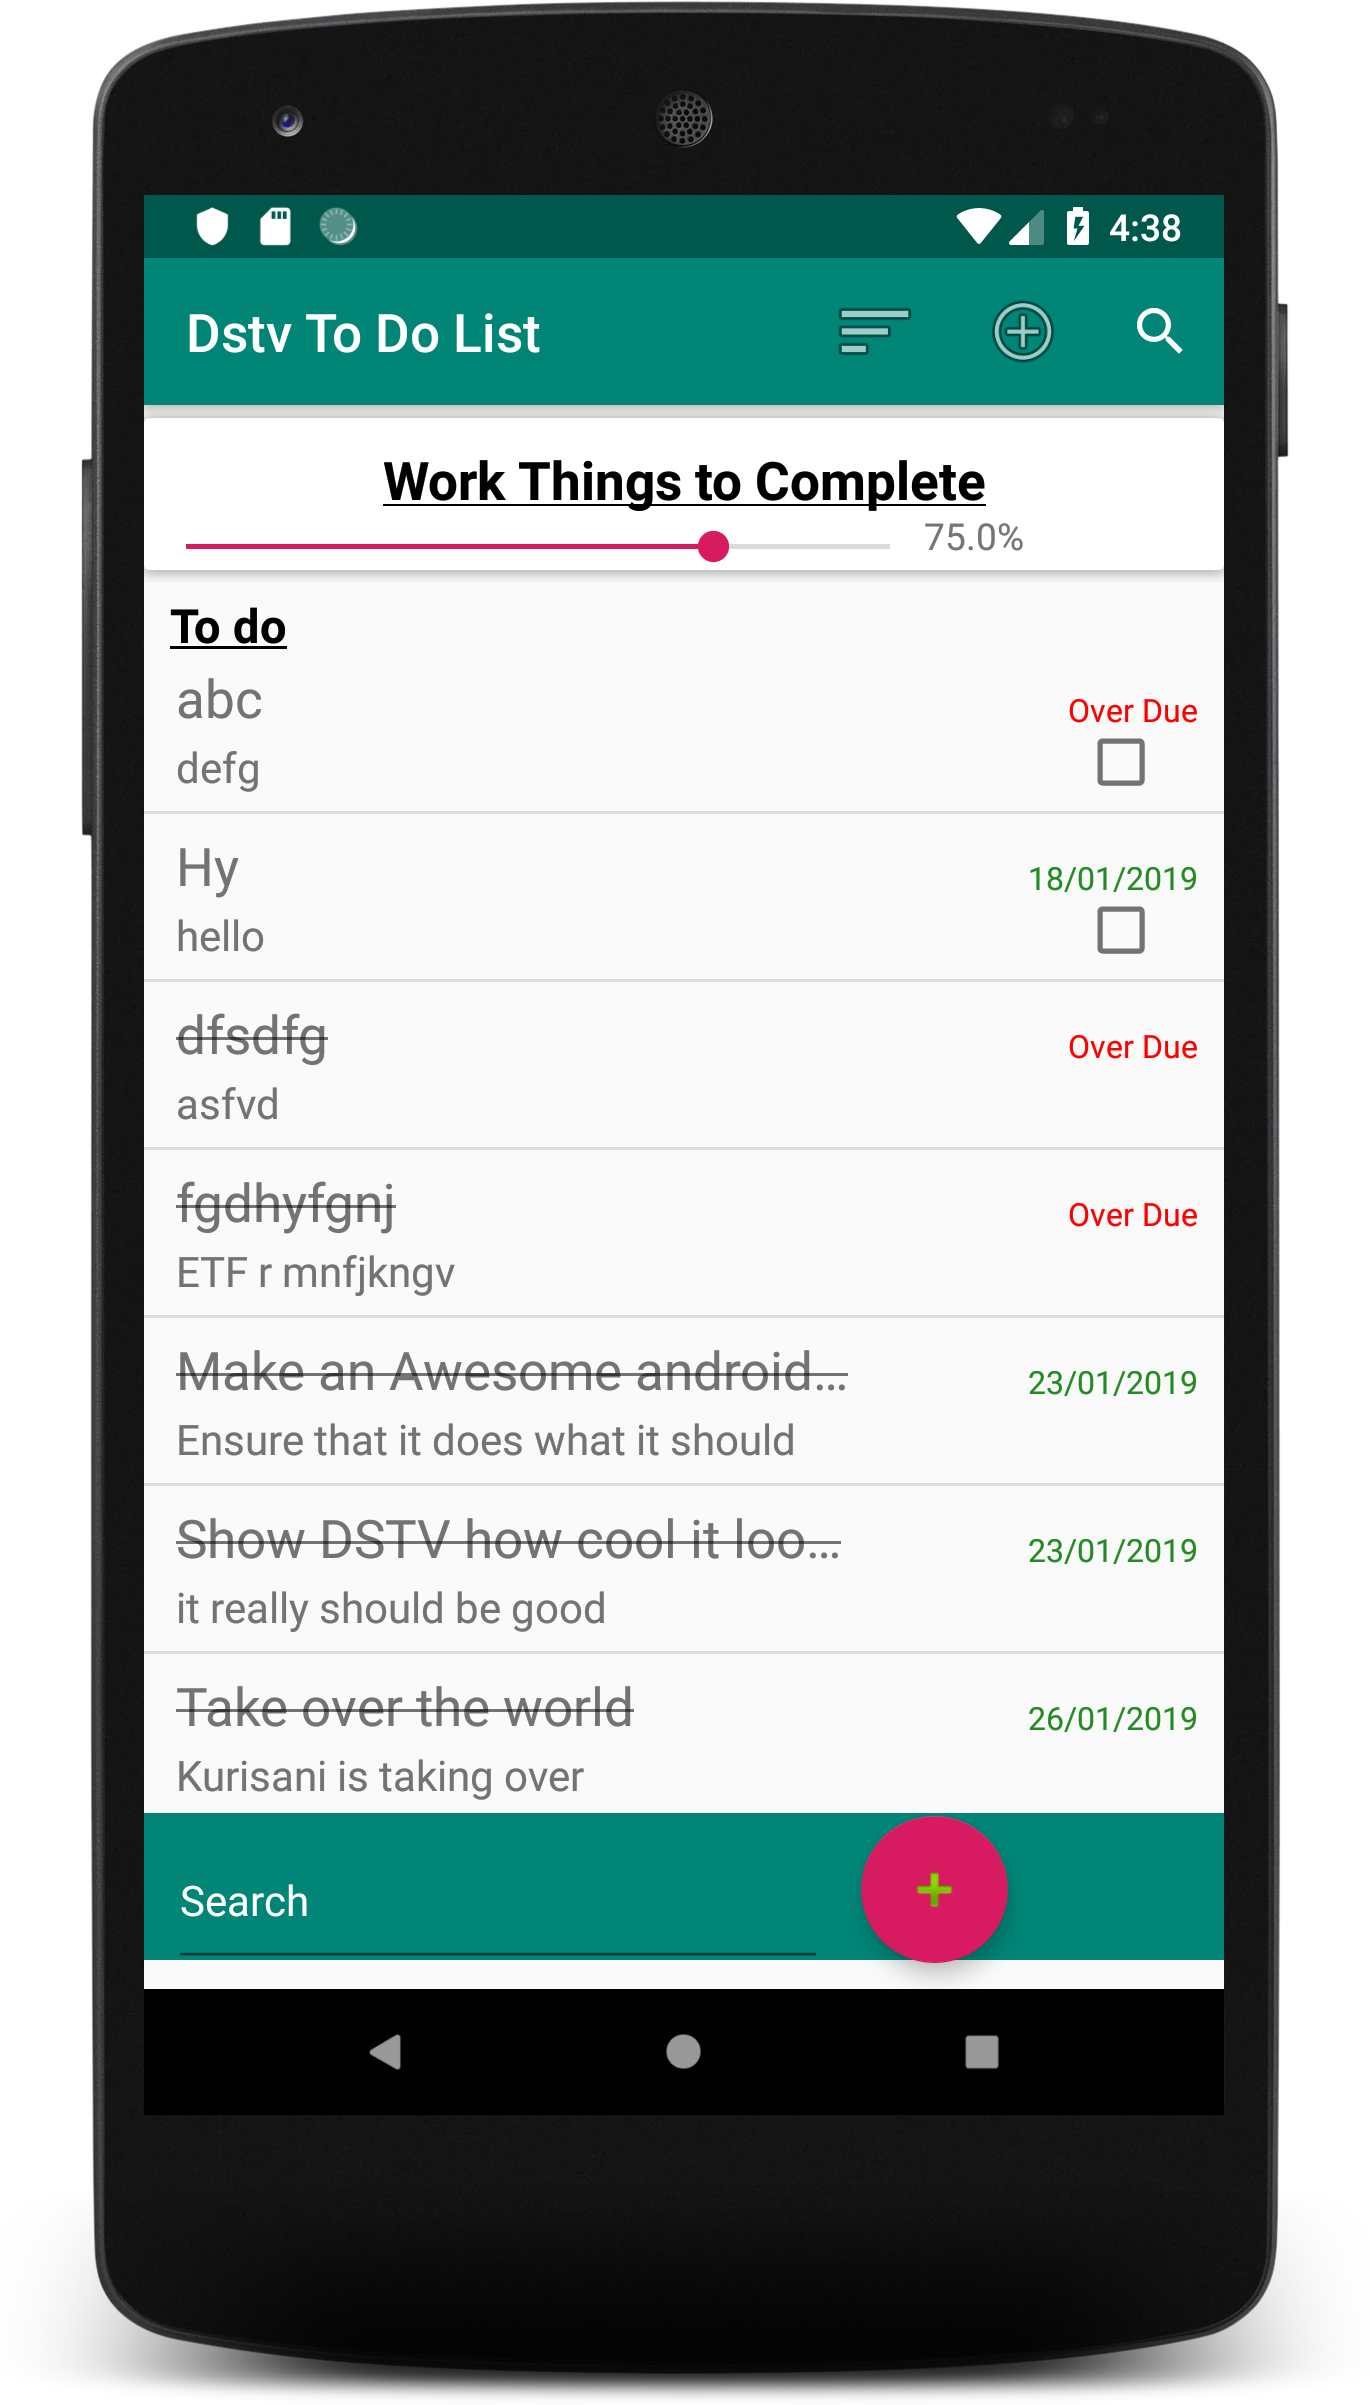 4:38
Dstv To Do List
Work Things to Complete
75.0%
To do
abc
Over Due
defg
Hy
18/01/2019
hello
dfsdfg
Over Due
asfvd
fgdhyfgnj
Over Due
ETF r mnfjkngv
Make an Awesome android...
23/01/2019
Ensure that it does what it should
Show DSTV how cool it loo...
23/01/2019
it really should be good
Take over the world
26/01/2019
Kurisani is taking over
Search